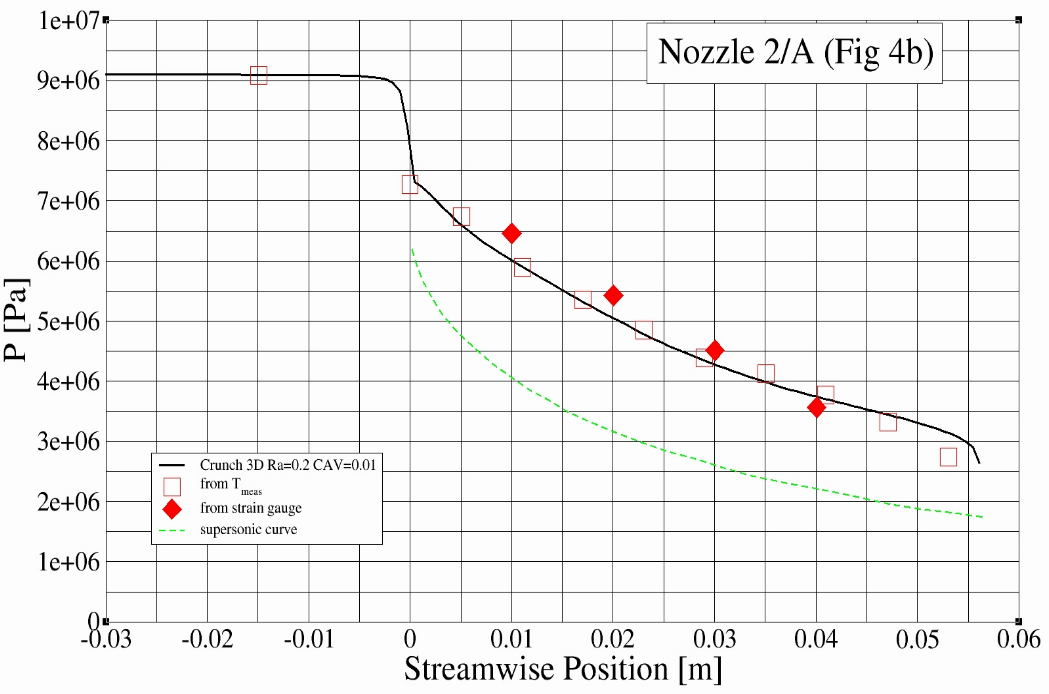 Nozzle 2/A (Fig 4b)
1e+07
9e+06
8e+06
7e+06
6e+06
5e+06
4e+06
3e+06
2e+06
1e+06
0
P [Pa]
Crunch 3D Ra=0.2 CAV=0.01
from Tmeas
from strain gauge
supersonic curve
-0.03 -0.02 -0.01 0 0.01 0.02 0.03 0.04 0.05 0.06
Streamwise Position [m]